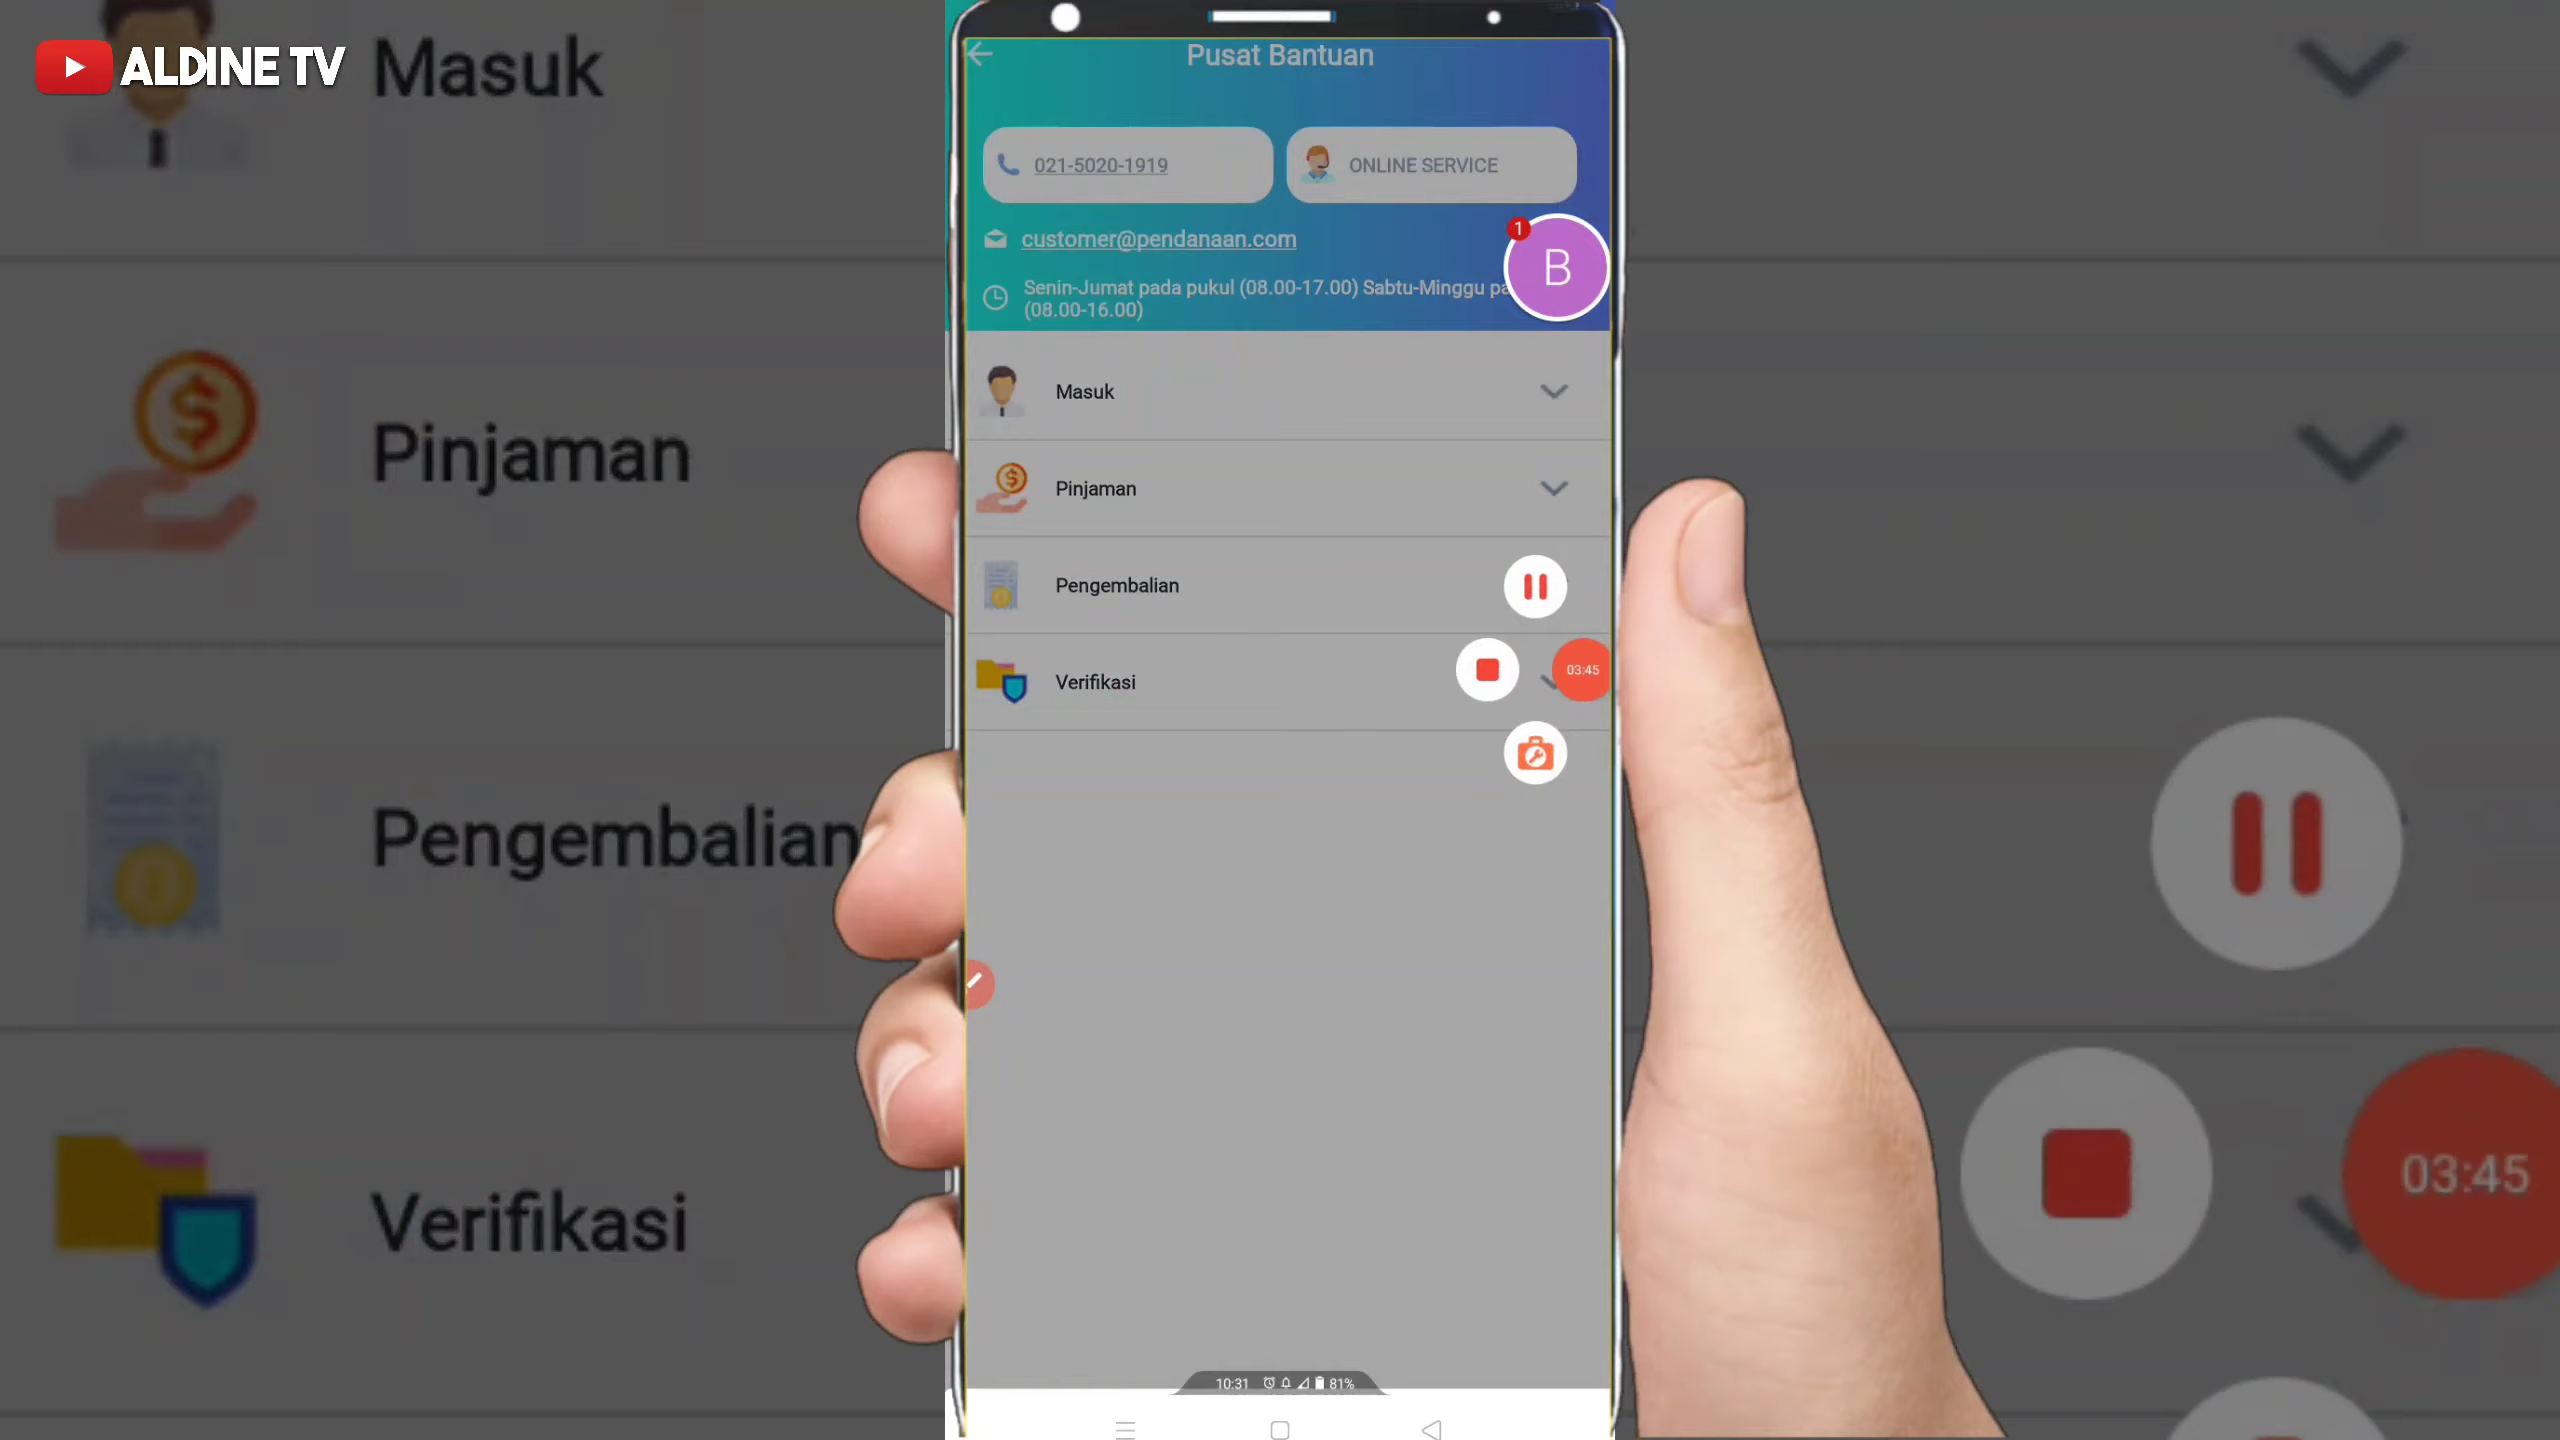 ALDINE TV
Masuk
Pinjaman
Pengembalian
Verifikasi
03:45
Pusat Bantuan
021-5020-1919
ONLINE SERVICE
customer@pendanaan.com
1
B
Senin-Jumat pada pukul (08.00-17.00) Sabtu-Minggu
(08.00-16.00)
Masuk
Pinjaman
Pengembalian
Verifikasi
03:45
10:31
81%